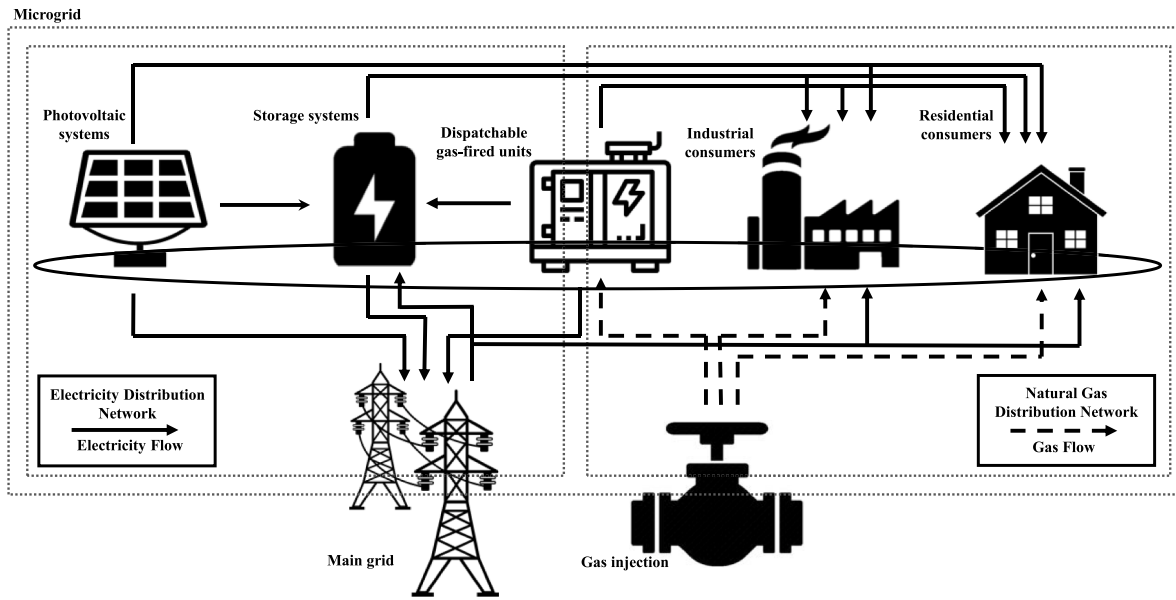 Microgrid
Photovoltaic
systems
Storage systems
Dispatchable
gas-fired units
Industrial
consumers
Residential
consumers
Electricity Distribution
Network
Electricity Flow
Natural Gas
Distribution Network
Gas Flow
Main grid
Gas injection